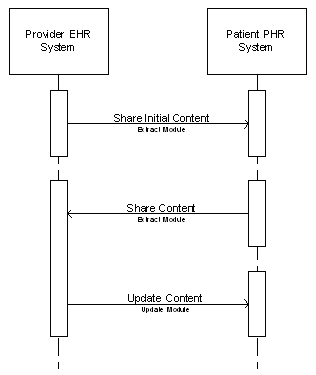 Provider EHR
System
Patient PHR
System
Share Initial Content
Extract Module
Share Content
Extract Module
Update Content
Update Module